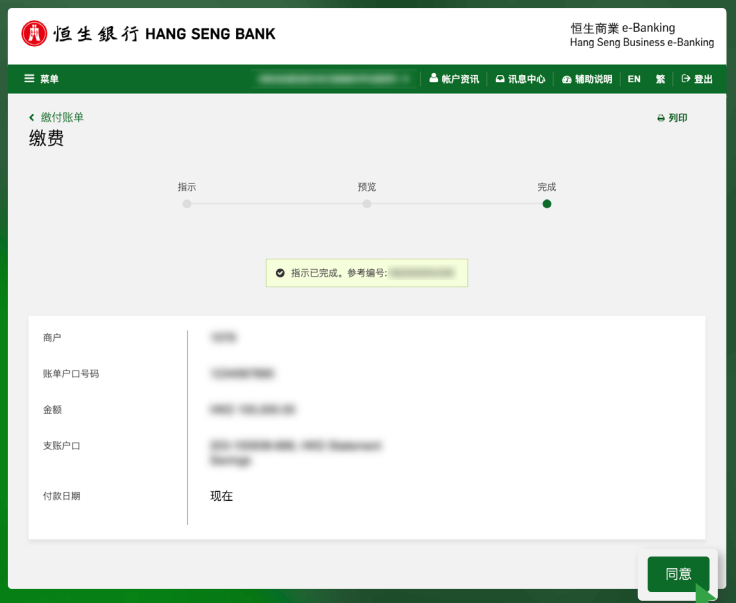 恒生銀行 HANG SENG BANK
恒生商業 e-Banking
Hang Seng Business e-Banking
菜单
帐户资讯 讯息中心 辅助说明 EN 繁 登出
缴付账单
列印
缴费
指示 预览 完成
指示已完成。参考编号:
商户
账单户口号码
金额
支账户口
付款日期 现在
同意